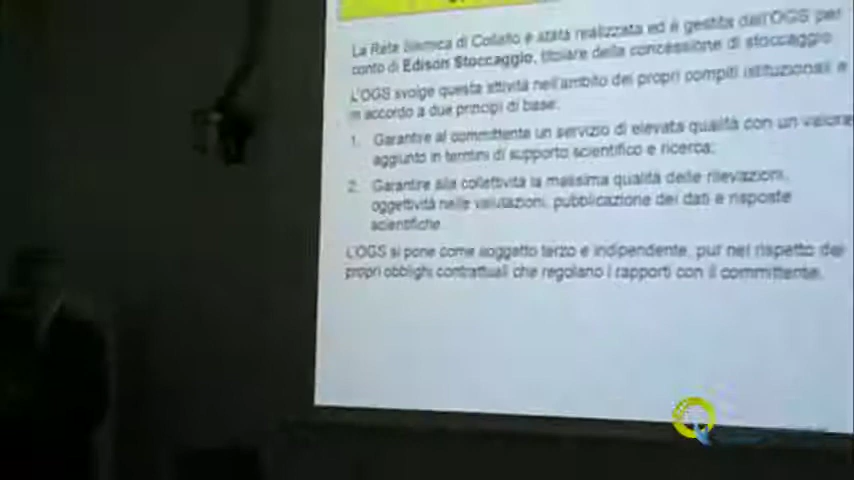 La Rete Sismica di Collalto è stata realizzata ed è gestita dall'OGS per
conto di Edison Stoccaggio, titolare della concessione di stoccaggio.
L'OGS svolge questa attività nell'ambito dei propri compiti istituzionali e
in accordo a due principi di base:
1. Garantire al committente un servizio di elevata qualità con un valore
aggiunto in termini di supporto scientifico e ricerca;
2. Garantire alla collettività la massima qualità delle rilevazioni,
oggettività nelle valutazioni, pubblicazione dei dati e risposte
scientifiche.
L'OGS si pone come soggetto terzo e indipendente, pur nel rispetto dei
propri obblighi contrattuali che regolano i rapporti con il committente.